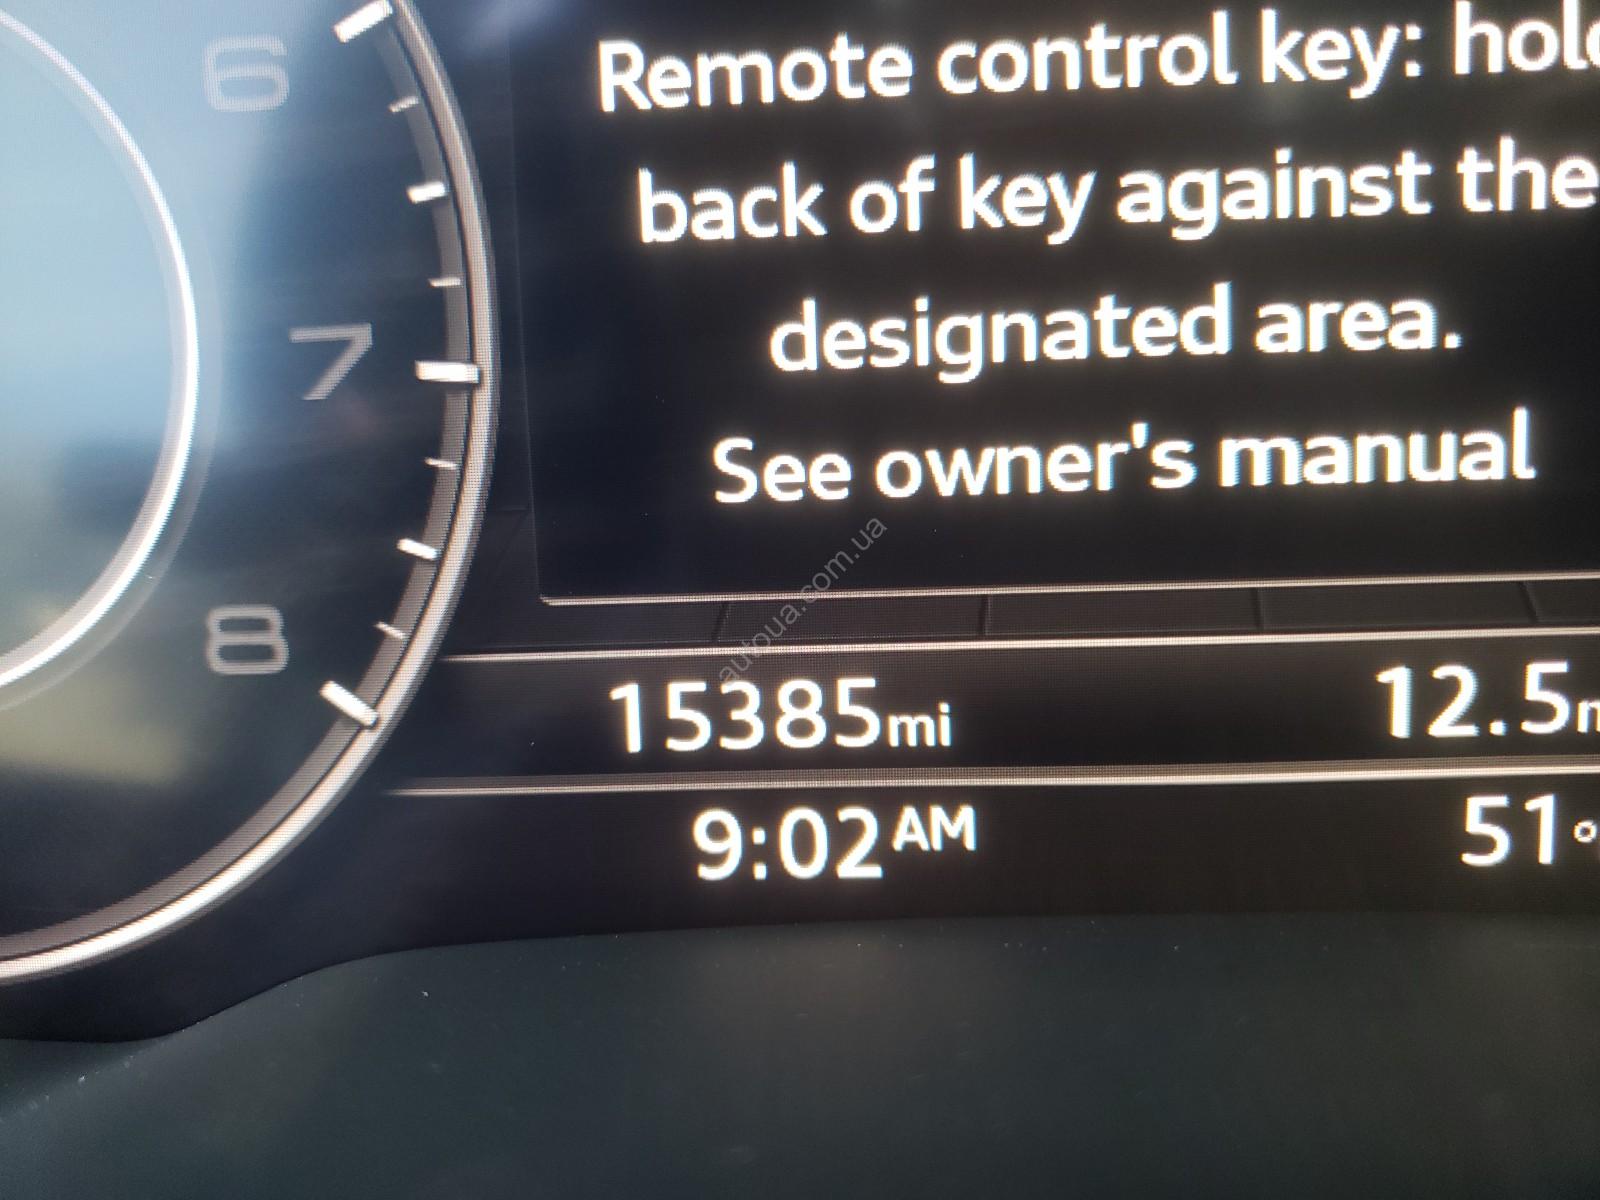 Remote control key: hold
back of key against the
designated area.
See owner's manual
6
7
8
15385mi
12.5
9:02AM
51°
autoua.com.ua